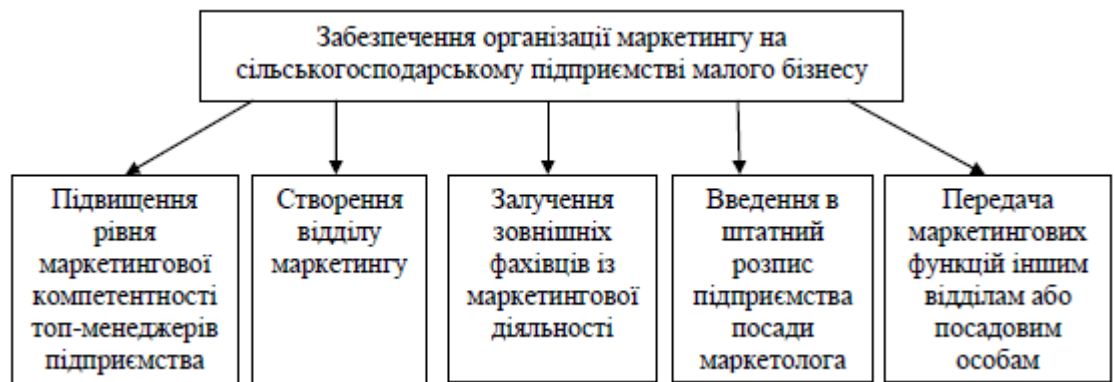 Забезпечення організації маркетингу на
сільськогосподарському підприємстві малого бізнесу
Підвищення
рівня
маркетингової
компетентності
топ-менеджерів
підприємства
Створення
відділу
маркетингу
Залучення
зовнішніх
фахівців із
маркетингової
діяльності
Введення в
штатний
розпис
підприємства
посади
маркетолога
Передача
маркетингових
функцій іншим
відділам або
посадовим
особам